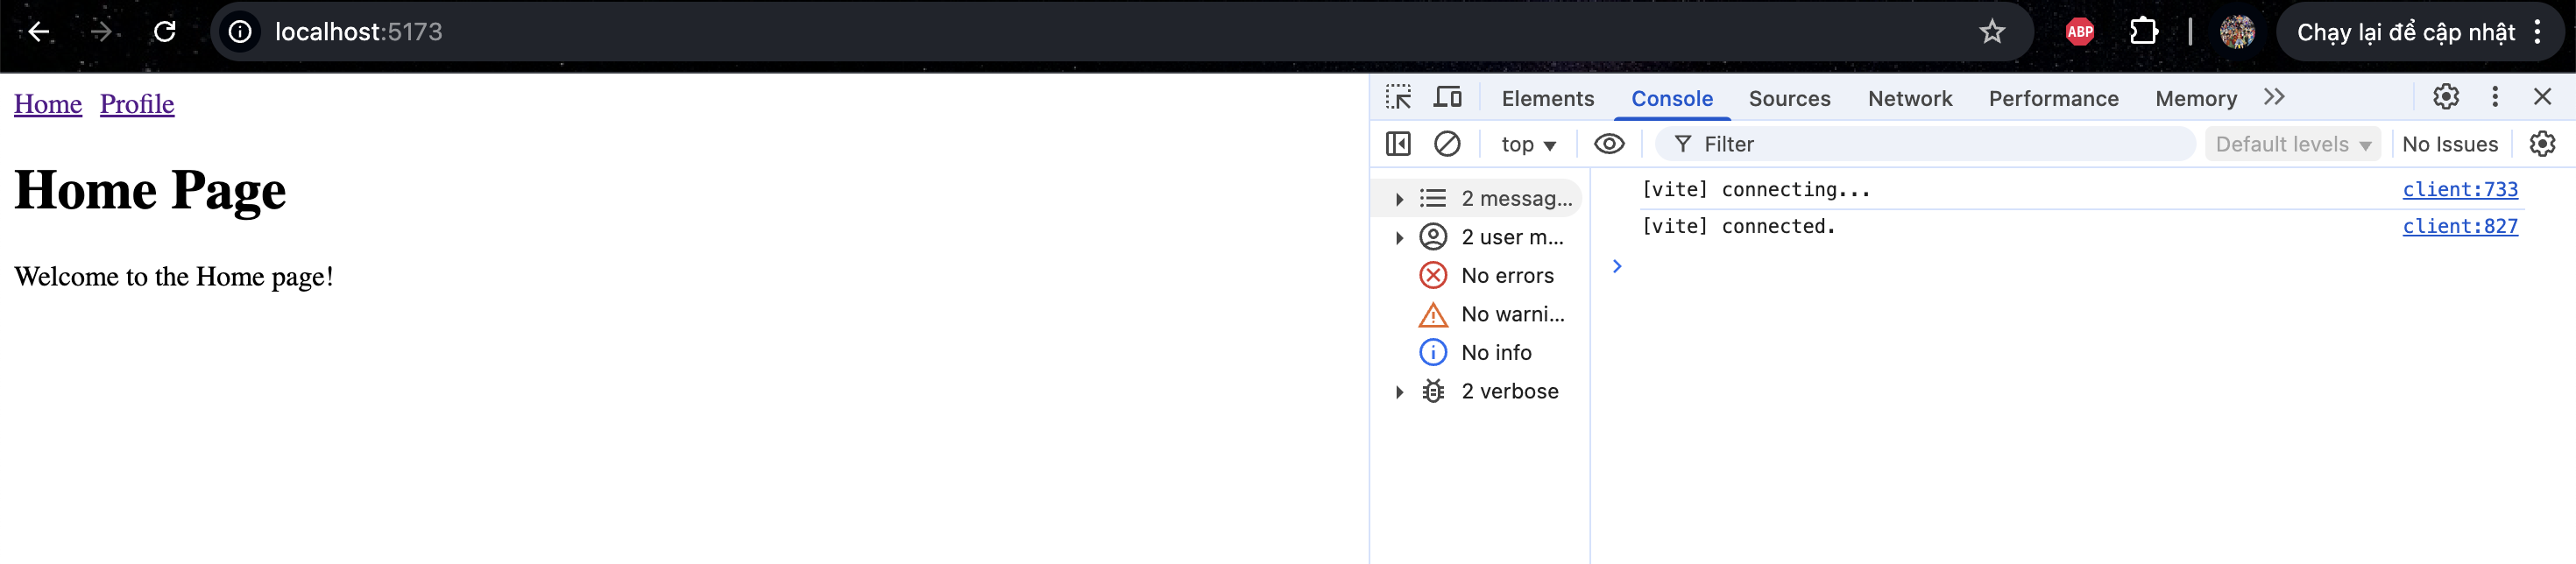 localhost:5173
ABP
Chạy lại để cập nhật
Home Profile
Home Page
Welcome to the Home page!
Elements Console Sources Network Performance Memory
top Filter Default levels No Issues
2 messag...
2 user m...
No errors
No warni...
No info
2 verbose
[vite] connecting... client:733
[vite] connected. client:827